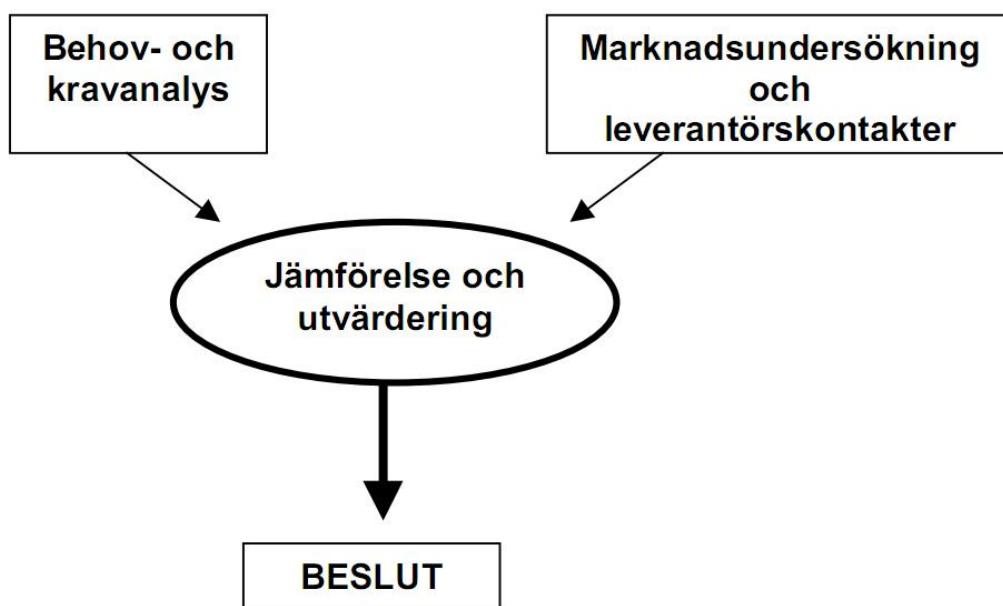 Behov- och
kravanalys
Marknadsundersökning
och
leverantörskontakter
Jämförelse och
utvärdering
BESLUT